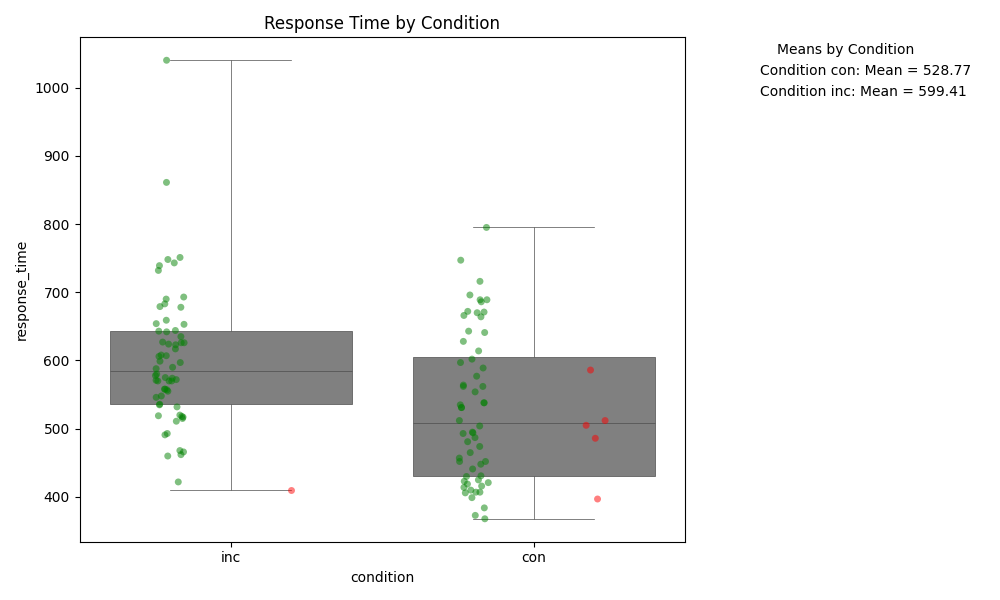 Response Time by Condition
Means by Condition
Condition con: Mean = 528.77
Condition inc: Mean = 599.41
1000
900
800
700
600
500
400
response_time
inc
con
condition